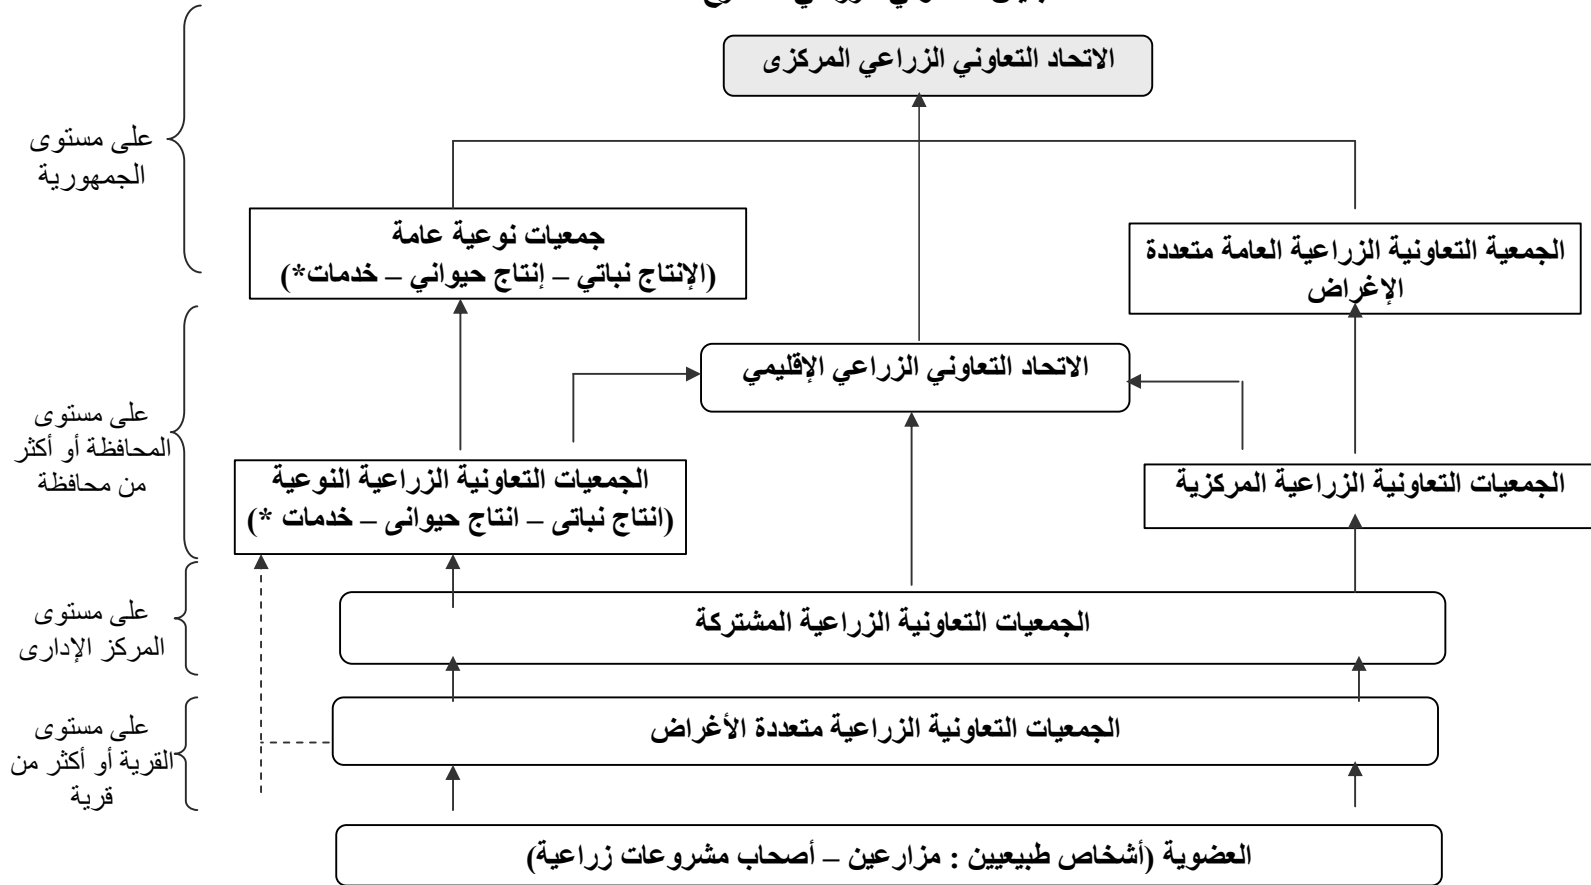 الاتحاد التعاوني الزراعي المركزى
على مستوى
الجمهورية
جمعيات نوعية عامة
(الإنتاج نباتي – إنتاج حيواني – خدمات*)
الجمعية التعاونية الزراعية العامة متعددة
الإغراض
الاتحاد التعاوني الزراعي الإقليمي
على مستوى
المحافظة أو أكثر
من محافظة
الجمعيات التعاونية الزراعية النوعية
(انتاج نباتى – انتاج حيوانى – خدمات *)
الجمعيات التعاونية الزراعية المركزية
على مستوى
المركز الإدارى
الجمعيات التعاونية الزراعية المشتركة
على مستوى
القرية أو أكثر من
قرية
الجمعيات التعاونية الزراعية متعددة الأغراض
العضوية (أشخاص طبيعيين : مزارعين – أصحاب مشروعات زراعية)